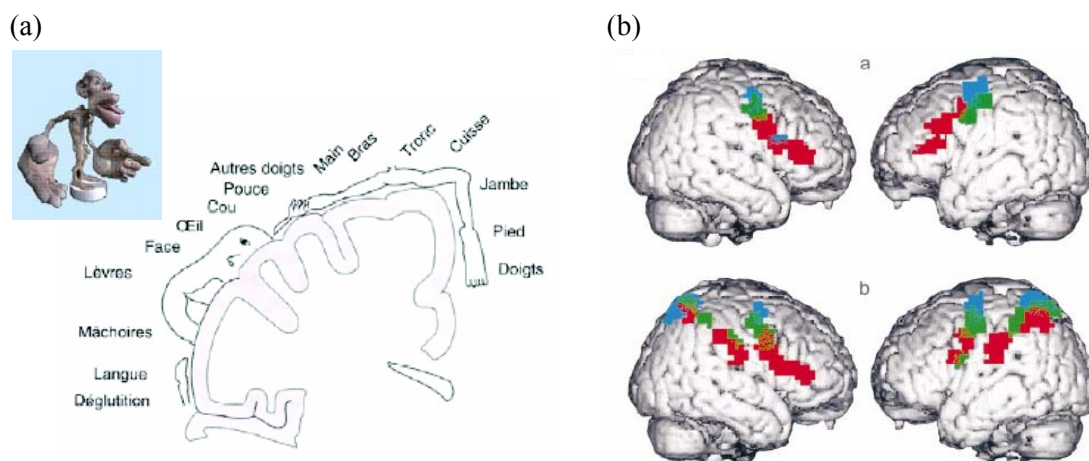 (a)
(b)
a
b
Cuisse
Tronc
Bras
Main
Autres doigts
Pouce
Cou
Œil
Face
Lèvres
Mâchoires
Langue
Déglutition
Jambe
Pied
Doigts